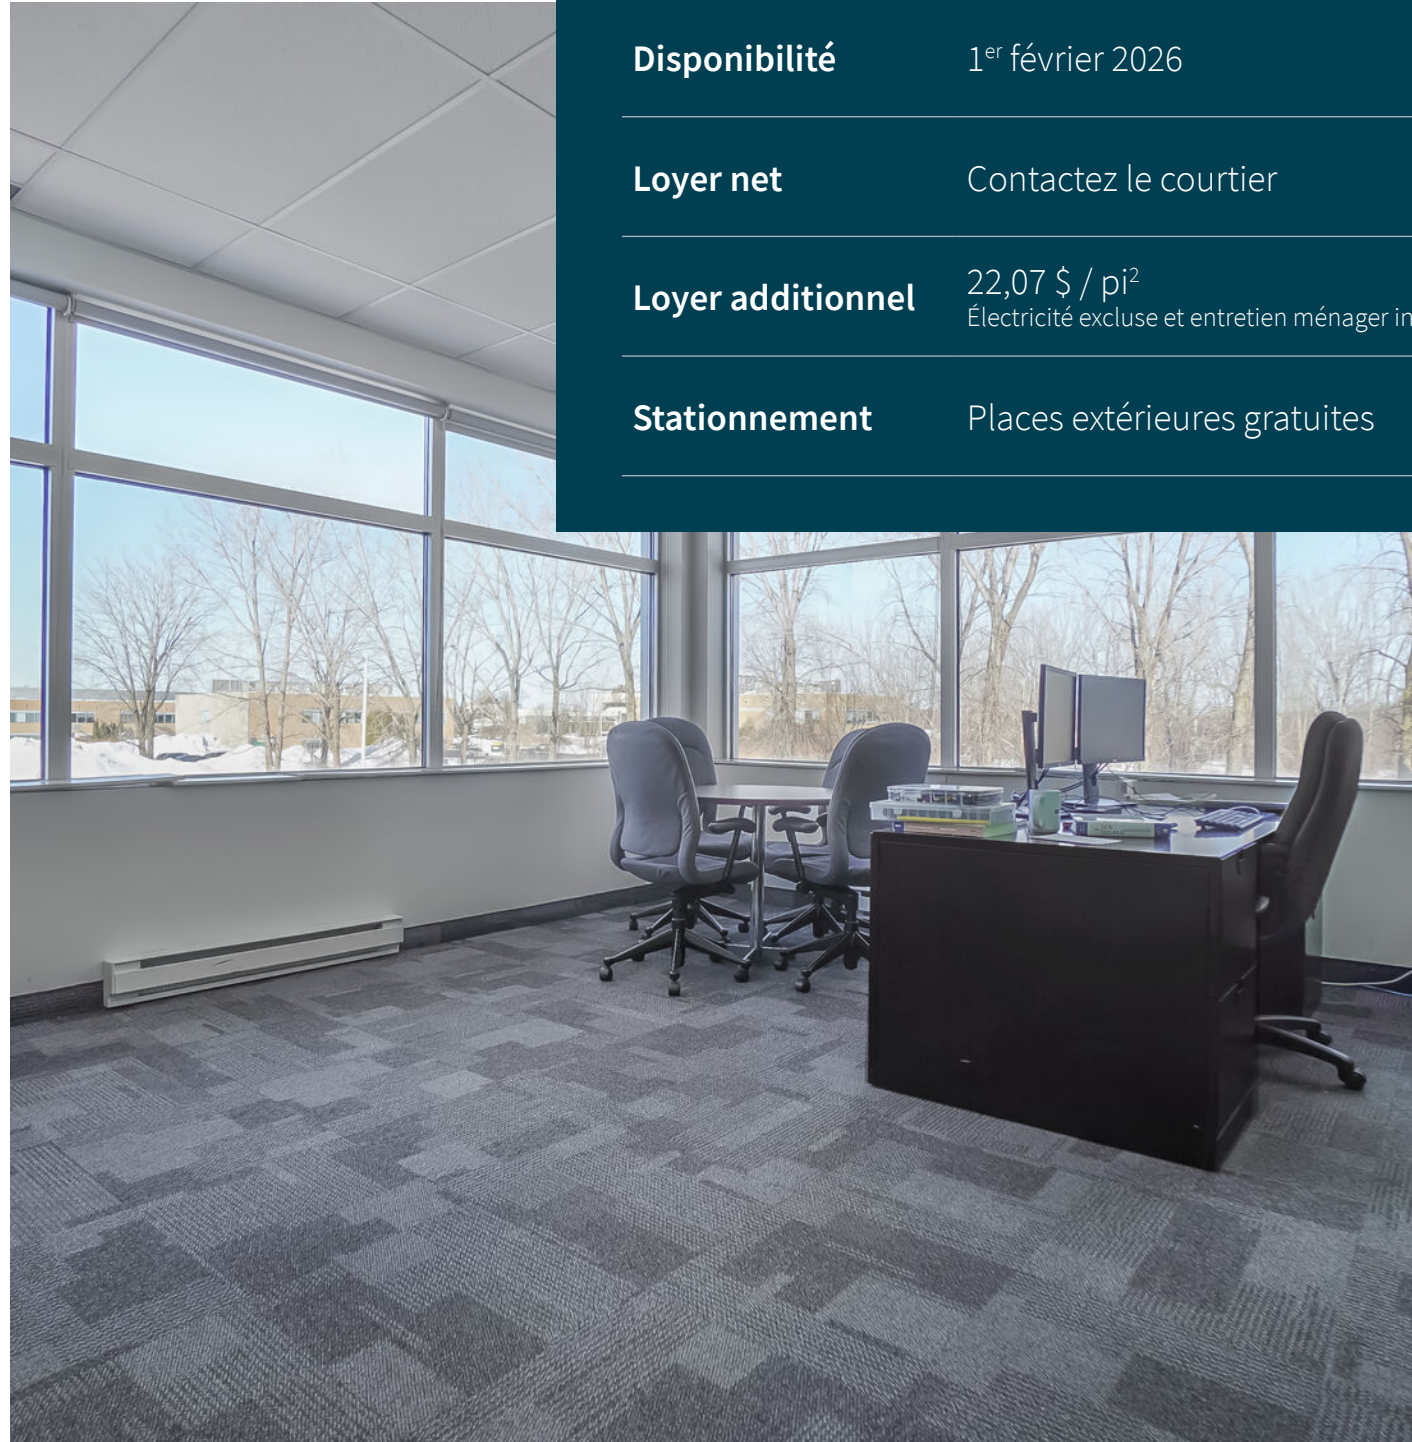 Disponibilité 1er février 2026
Loyer net Contactez le courtier
Loyer additionnel 22,07 $ / pi²
Électricité excluse et entretien ménager in
Stationnement Places extérieures gratuites